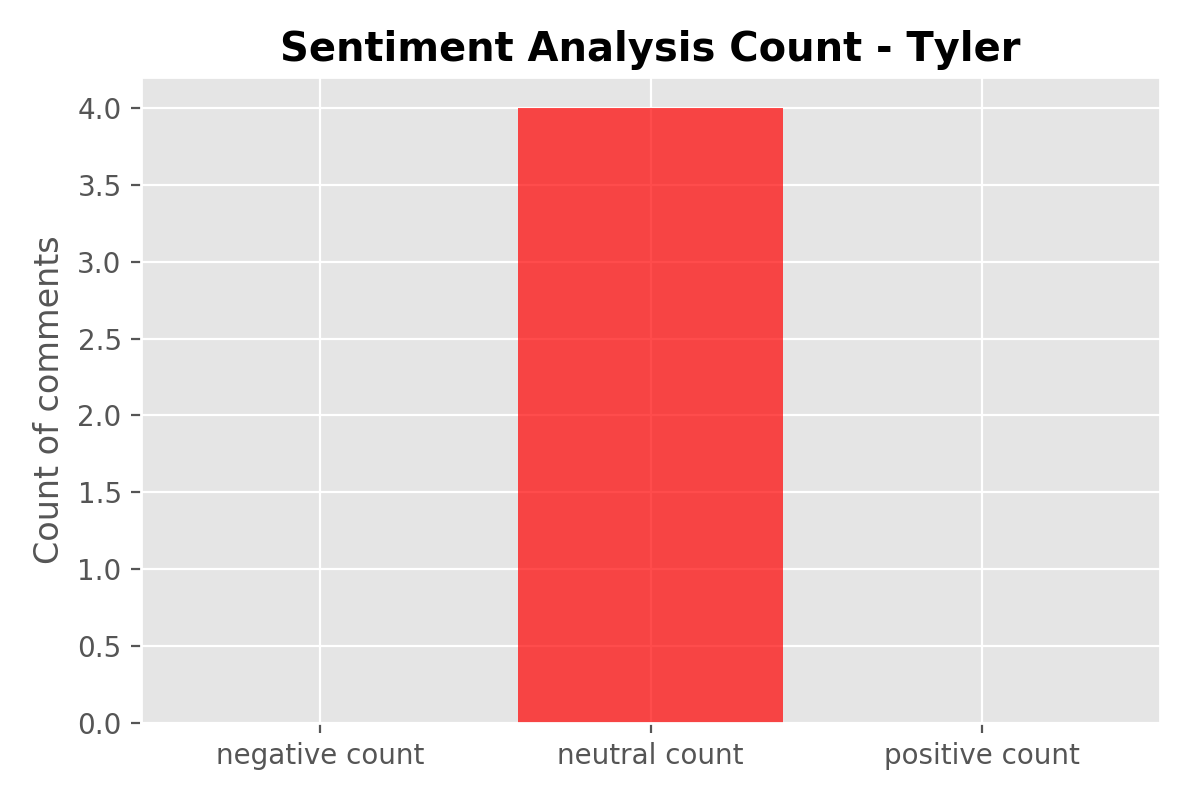 Sentiment Analysis Count - Tyler
Count of comments
4.0
3.5
3.0
2.5
2.0
1.5
1.0
0.5
0.0
negative count
neutral count
positive count